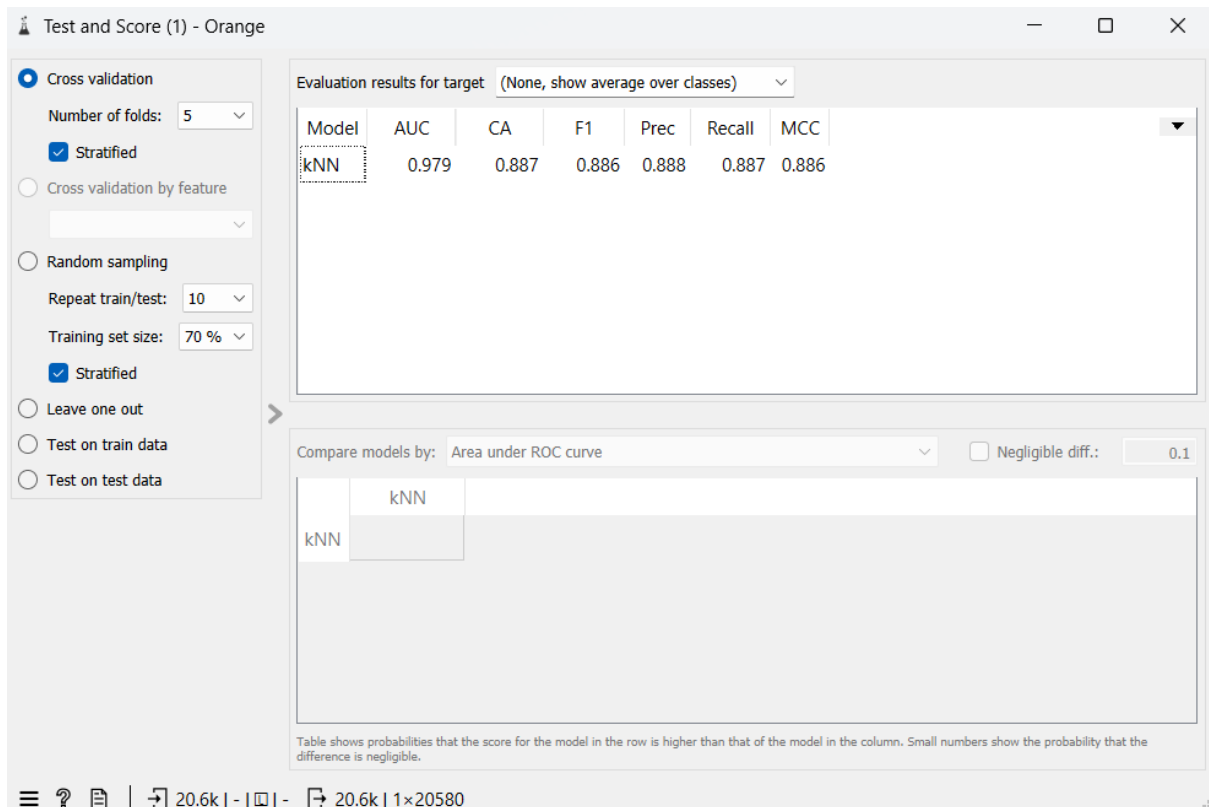 Test and Score (1) - Orange
Cross validation
Number of folds: 5
Stratified
Cross validation by feature
Random sampling
Repeat train/test: 10
Training set size: 70 %
Stratified
Leave one out
Test on train data
Test on test data
Evaluation results for target (None, show average over classes)
Model AUC CA F1 Prec Recall MCC
kNN 0.979 0.887 0.886 0.888 0.887 0.886
Compare models by: Area under ROC curve Negligible diff.: 0.1
kNN
kNN
Table shows probabilities that the score for the model in the row is higher than that of the model in the column. Small numbers show the probability that the
difference is negligible.
20.6k | - | - 20.6k | 1×20580